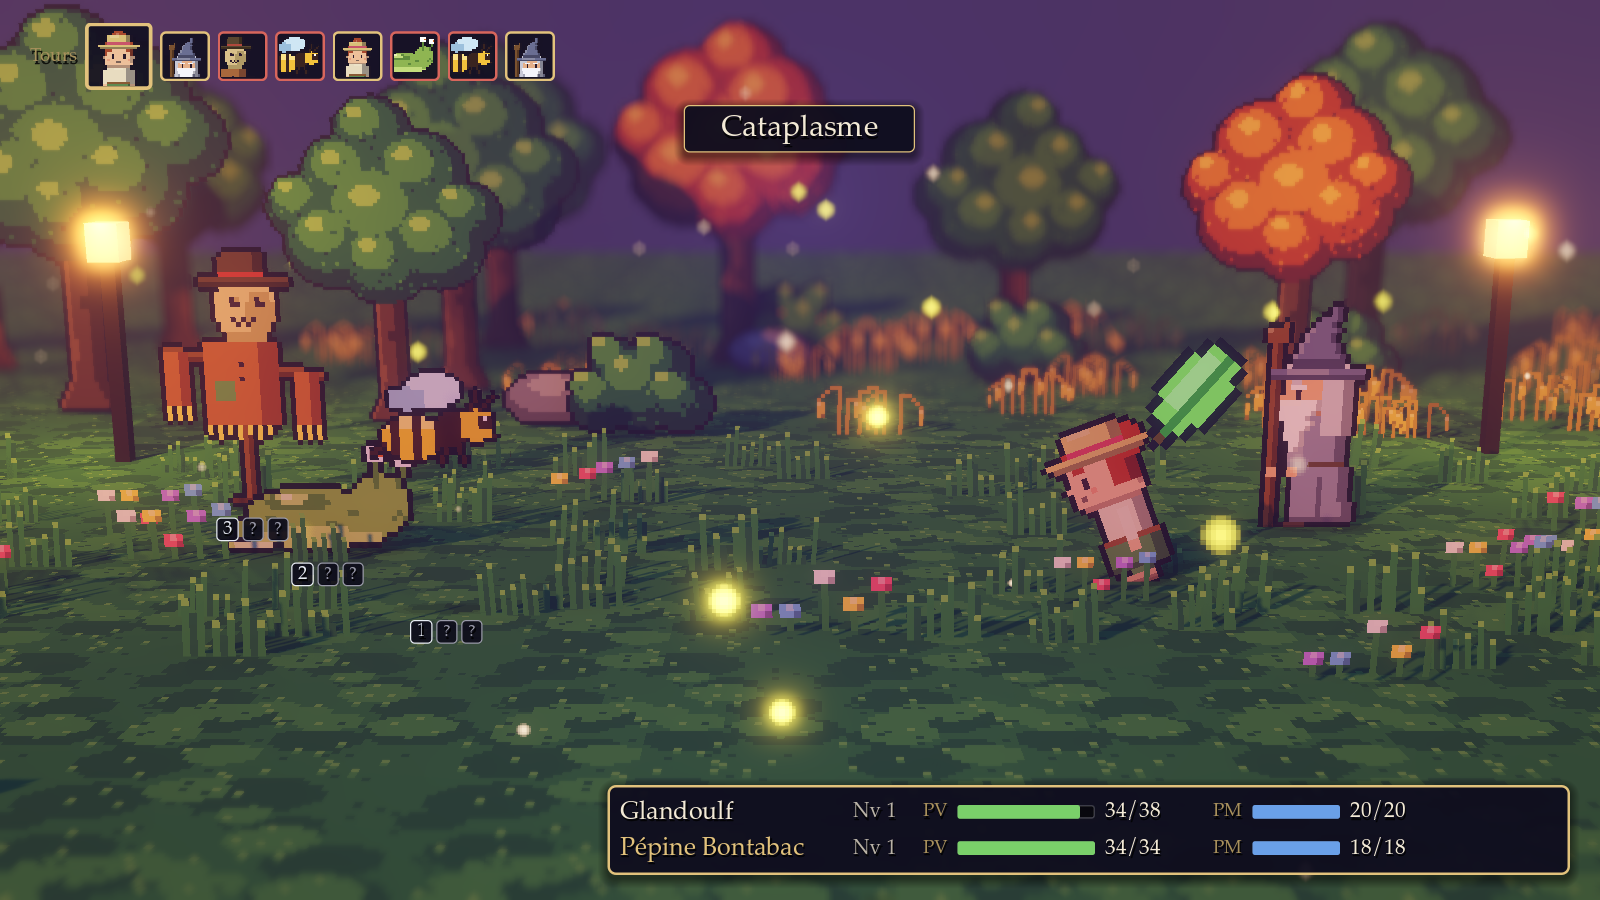 Tours
Cataplasme
3 ? ?
2 ? ?
1 ? ?
Glandoulf Nv 1 PV 34/38 PM 20/20
Pépine Bontabac Nv 1 PV 34/34 PM 18/18